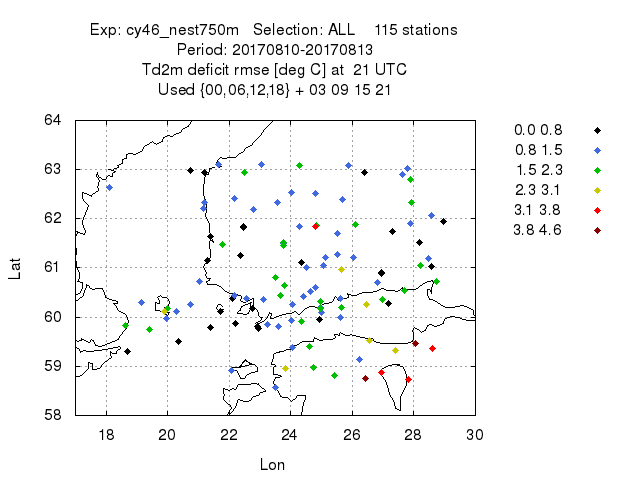 Exp: cy46_nest750m Selection: ALL 115 stations
Period: 20170810-20170813
Td2m deficit rmse [deg C] at 21 UTC
Used {00,06,12,18} + 03 09 15 21
64
63
62
61
60
59
58
Lat
18 20 22 24 26 28 30
Lon
0.0 0.8
0.8 1.5
1.5 2.3
2.3 3.1
3.1 3.8
3.8 4.6